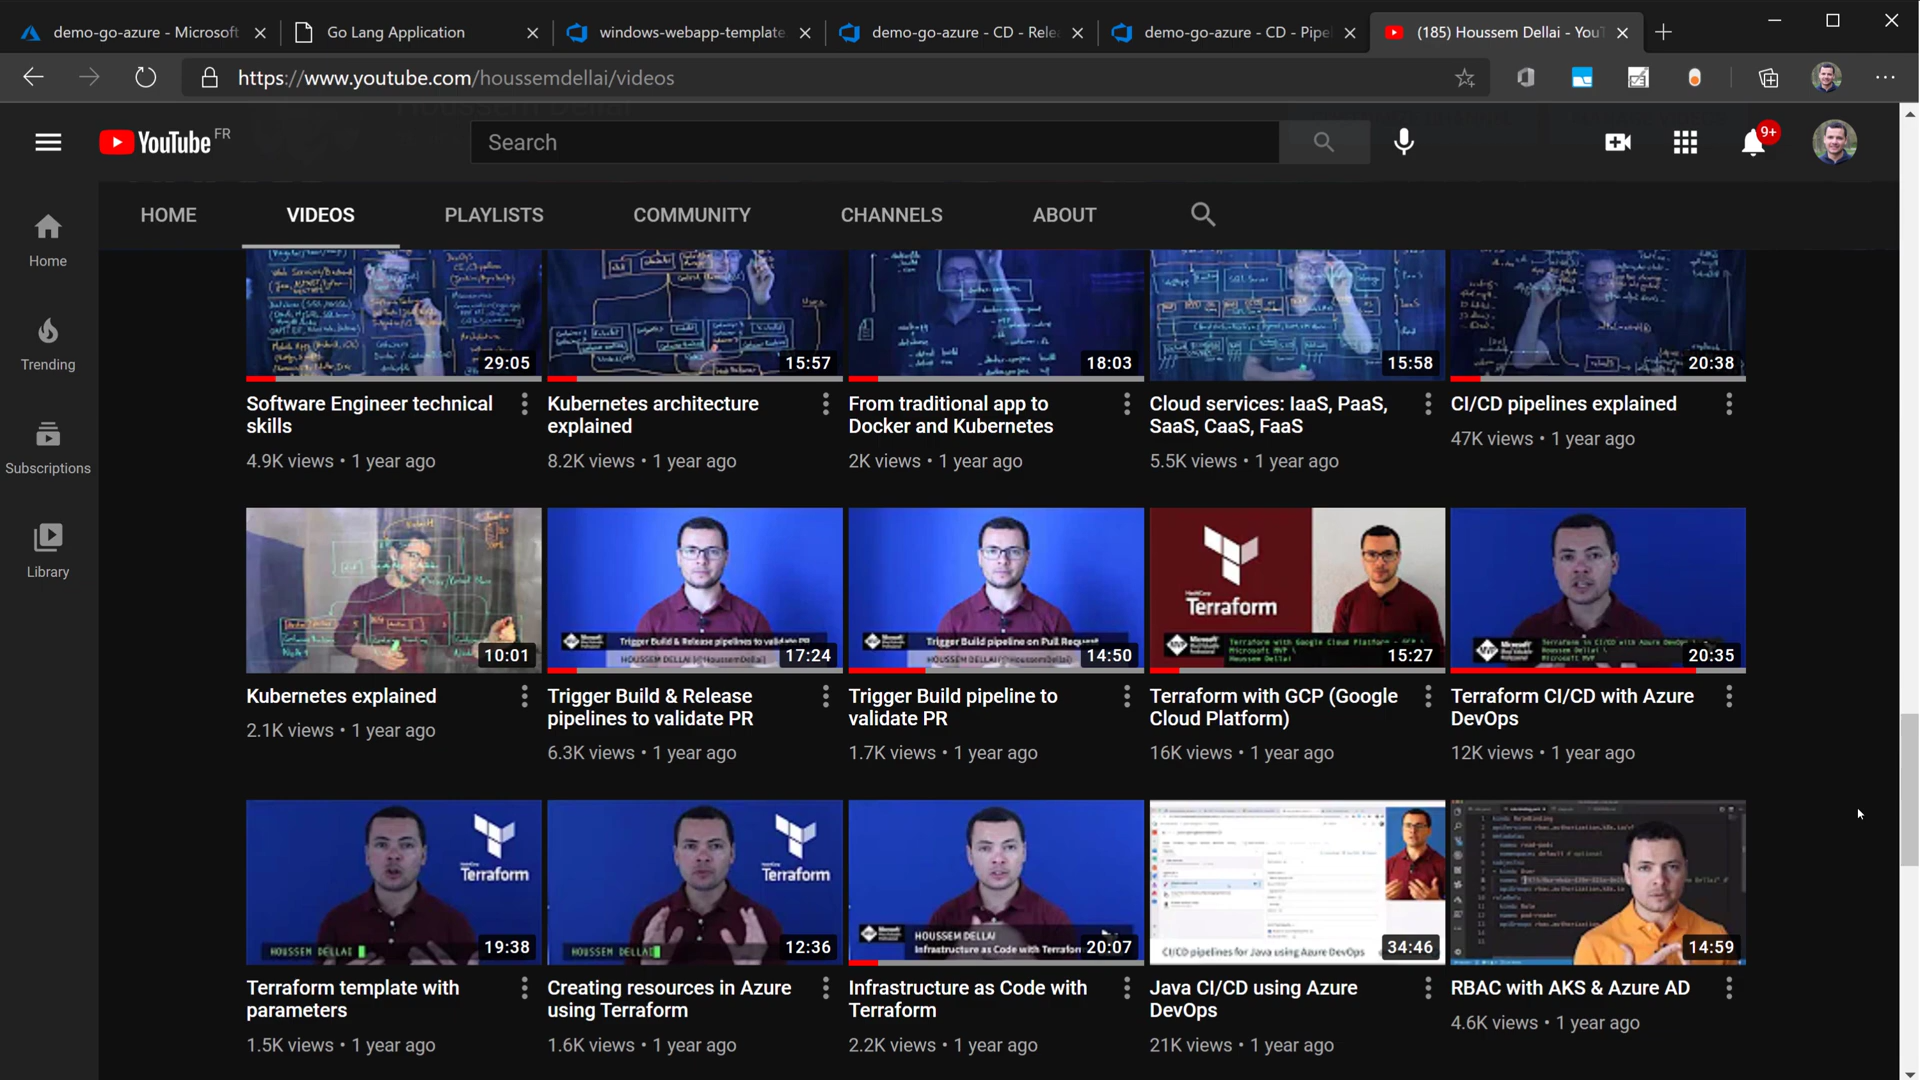 demo-go-azure - Microsoft
Go Lang Application
windows-webapp-template.
demo-go-azure - CD - Rele
demo-go-azure - CD - Pipel
(185) Houssem Dellai - YouT
https://www.youtube.com/houssemdellai/videos
YouTube FR
Search
9+
HOME
VIDEOS
PLAYLISTS
COMMUNITY
CHANNELS
ABOUT
Home
Trending
Subscriptions
Library
29:05
15:57
18:03
15:58
20:38
Software Engineer technical
skills
4.9K views • 1 year ago
Kubernetes architecture
explained
8.2K views • 1 year ago
From traditional app to
Docker and Kubernetes
2K views • 1 year ago
Cloud services: IaaS, PaaS,
SaaS, CaaS, FaaS
5.5K views • 1 year ago
CI/CD pipelines explained
47K views • 1 year ago
10:01
Trigger Build & Release pipelines to validate PR
HOUSSEM DELLAI (@HoussemDellai)
17:24
Trigger Build pipeline on Pull Request
HOUSSEM DELLAI (@HoussemDellai)
14:50
HashiCorp
Terraform
Terraform with Google Cloud Platform - GCP
Houssem Dellai
Microsoft MVP
15:27
Terraform in CI/CD with Azure DevOps
Houssem Dellai
Microsoft MVP
20:35
Kubernetes explained
2.1K views • 1 year ago
Trigger Build & Release
pipelines to validate PR
6.3K views • 1 year ago
Trigger Build pipeline to
validate PR
1.7K views • 1 year ago
Terraform with GCP (Google
Cloud Platform)
16K views • 1 year ago
Terraform CI/CD with Azure
DevOps
12K views • 1 year ago
HashiCorp
Terraform
HOUSSEM DELLAI
19:38
HashiCorp
Terraform
HOUSSEM DELLAI
12:36
HOUSSEM DELLAI
Infrastructure as Code with Terraform
20:07
CI/CD pipelines for Java using Azure DevOps
34:46
14:59
Terraform template with
parameters
1.5K views • 1 year ago
Creating resources in Azure
using Terraform
1.6K views • 1 year ago
Infrastructure as Code with
Terraform
2.2K views • 1 year ago
Java CI/CD using Azure
DevOps
21K views • 1 year ago
RBAC with AKS & Azure AD
4.6K views • 1 year ago